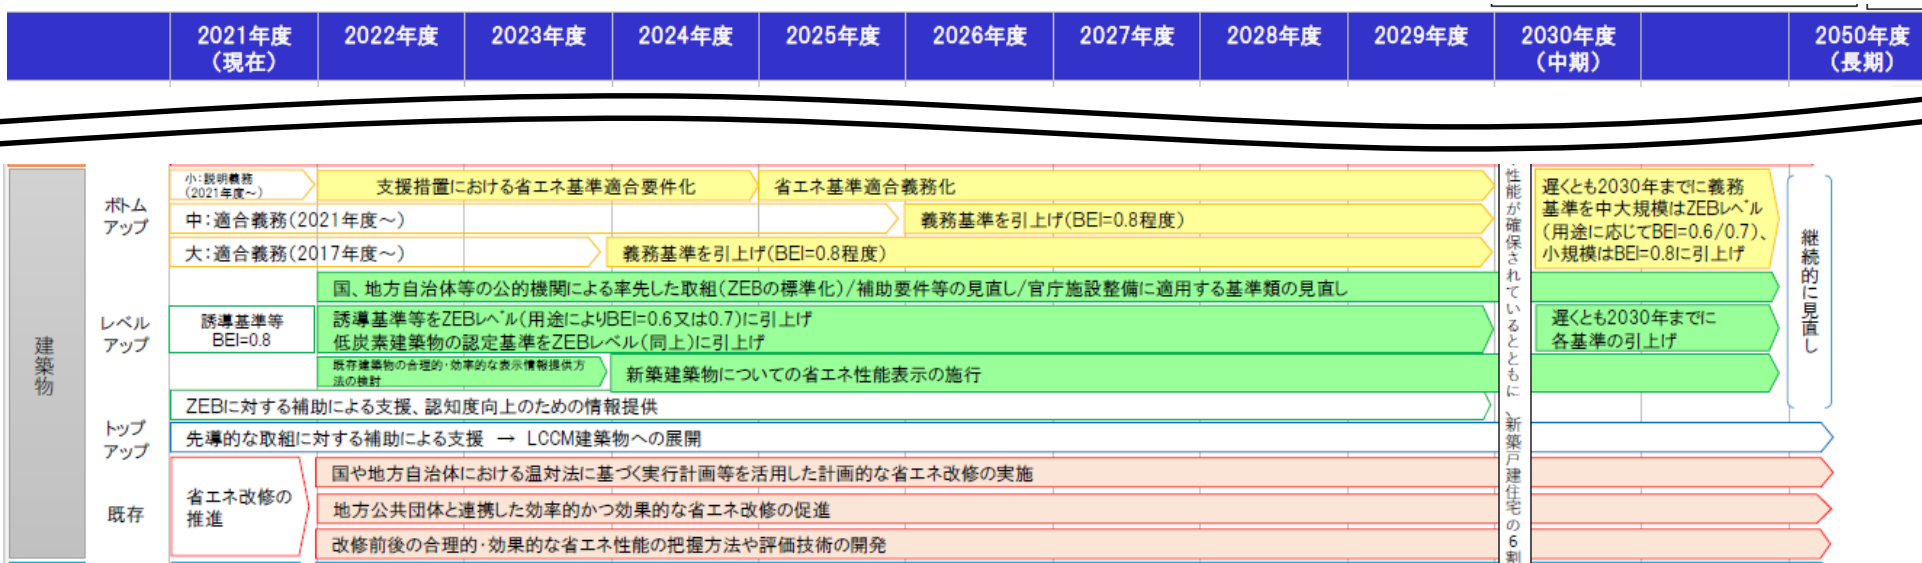 2021年度
(現在)
2022年度
2023年度
2024年度
2025年度
2026年度
2027年度
2028年度
2029年度
2030年度
(中期)
2050年度
(長期)
建築物
ボトム
アップ
小:説明義務
(2021年度~)
支援措置における省エネ基準適合要件化
省エネ基準適合義務化
中:適合義務(2021年度~)
義務基準を引上げ(BEI=0.8程度)
大:適合義務(2017年度~)
義務基準を引上げ(BEI=0.8程度)
遅くとも2030年までに義務
基準を中大規模はZEBレベル
(用途に応じてBEI=0.6/0.7)、
小規模はBEI=0.8に引上げ
レベル
アップ
国、地方自治体等の公的機関による率先した取組(ZEBの標準化)/補助要件等の見直し/官庁施設整備に適用する基準類の見直し
誘導基準等
BEI=0.8
誘導基準等をZEBレベル(用途によりBEI=0.6又は0.7)に引上げ
低炭素建築物の認定基準をZEBレベル(同上)に引上げ
遅くとも2030年までに
各基準の引上げ
既存建築物の合理的・効率的な表示情報提供方
法の検討
新築建築物についての省エネ性能表示の施行
トップ
アップ
ZEBに対する補助による支援、認知度向上のための情報提供
先導的な取組に対する補助による支援 → LCCM建築物への展開
既存
省エネ改修の
推進
国や地方自治体における温対法に基づく実行計画等を活用した計画的な省エネ改修の実施
地方公共団体と連携した効率的かつ効果的な省エネ改修の促進
改修前後の合理的・効果的な省エネ性能の把握方法や評価技術の開発
性能が確保されているとともに、新築戸建住宅の6割
継続的に見直し